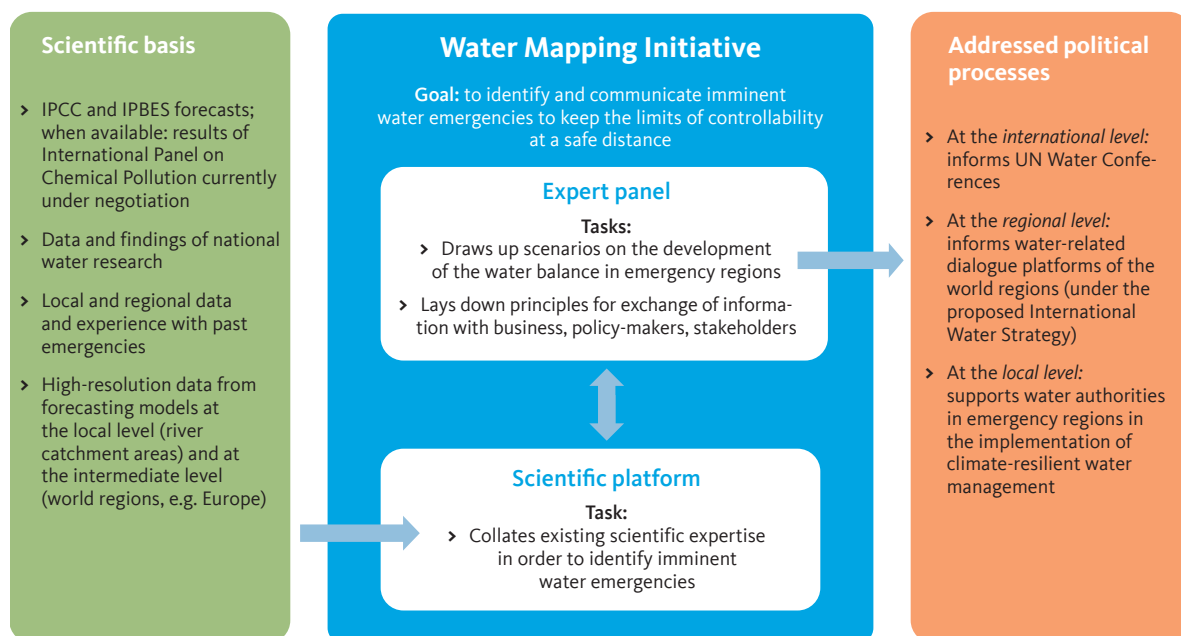 Scientific basis
> IPCC and IPBES forecasts;
when available: results of
International Panel on
Chemical Pollution currently
under negotiation
> Data and findings of national
water research
> Local and regional data
and experience with past
emergencies
> High-resolution data from
forecasting models at
the local level (river
catchment areas) and at
the intermediate level
(world regions, e.g. Europe)
Water Mapping Initiative
Goal: to identify and communicate imminent
water emergencies to keep the limits of controllability
at a safe distance
Expert panel
Tasks:
> Draws up scenarios on the development
of the water balance in emergency regions
> Lays down principles for exchange of informa-
tion with business, policy-makers, stakeholders
Scientific platform
Task:
> Collates existing scientific expertise
in order to identify imminent
water emergencies
Addressed political
processes
> At the international level:
informs UN Water Confe-
rences
> At the regional level:
informs water-related
dialogue platforms of the
world regions (under the
proposed International
Water Strategy)
> At the local level:
supports water authorities
in emergency regions in
the implementation of
climate-resilient water
management